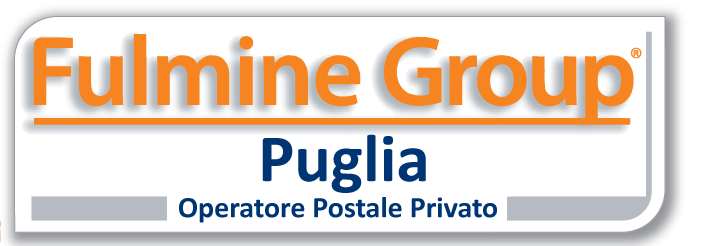 Fulmine Group®
Puglia
Operatore Postale Privato